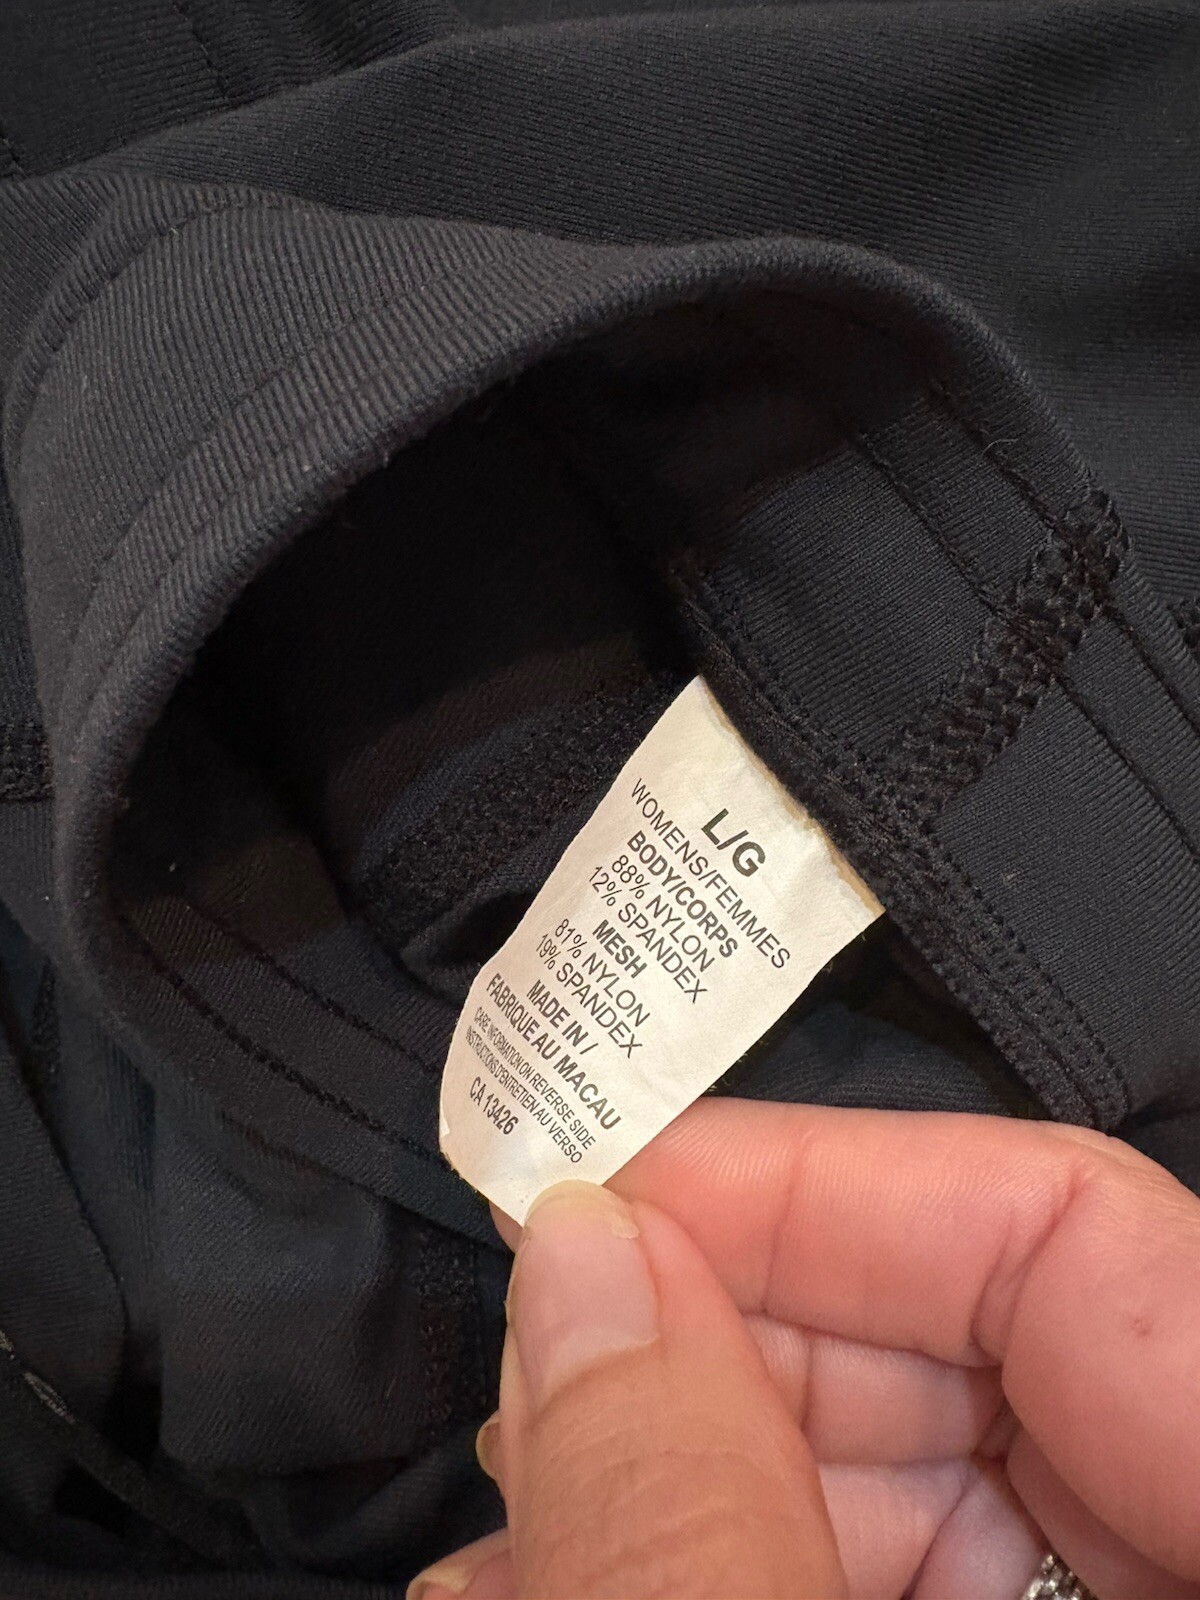 L/G
WOMENS/FEMMES
BODY/CORPS
88% NYLON
12% SPANDEX
MESH
81% NYLON
19% SPANDEX
MADE IN /
FABRIQUE AU MACAU
CARE INFORMATION ON REVERSE SIDE
INSTRUCTIONS D'ENTRETIEN AU VERSO
CA 13426